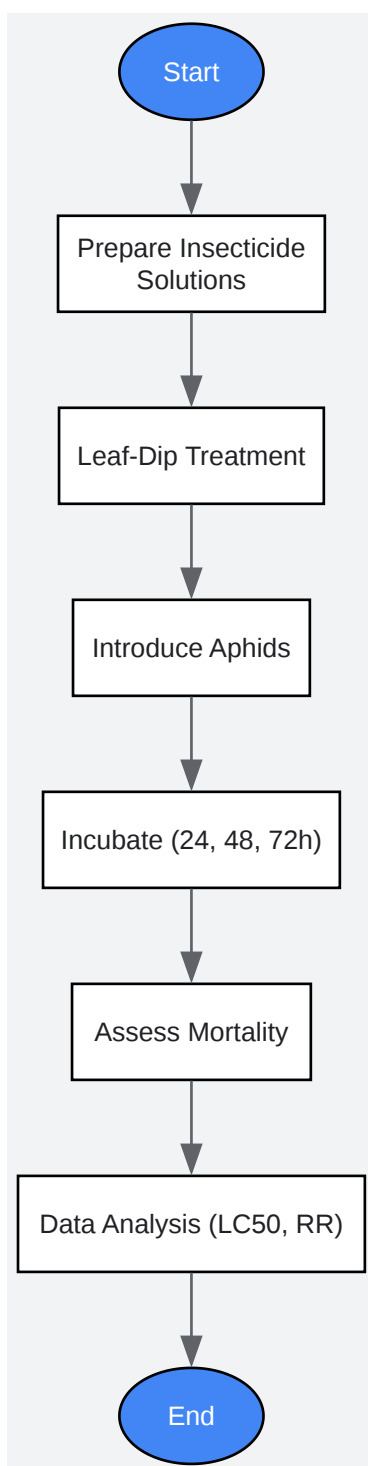 Start
Prepare Insecticide
Solutions
Leaf-Dip Treatment
Introduce Aphids
Incubate (24, 48, 72h)
Assess Mortality
Data Analysis (LC50, RR)
End